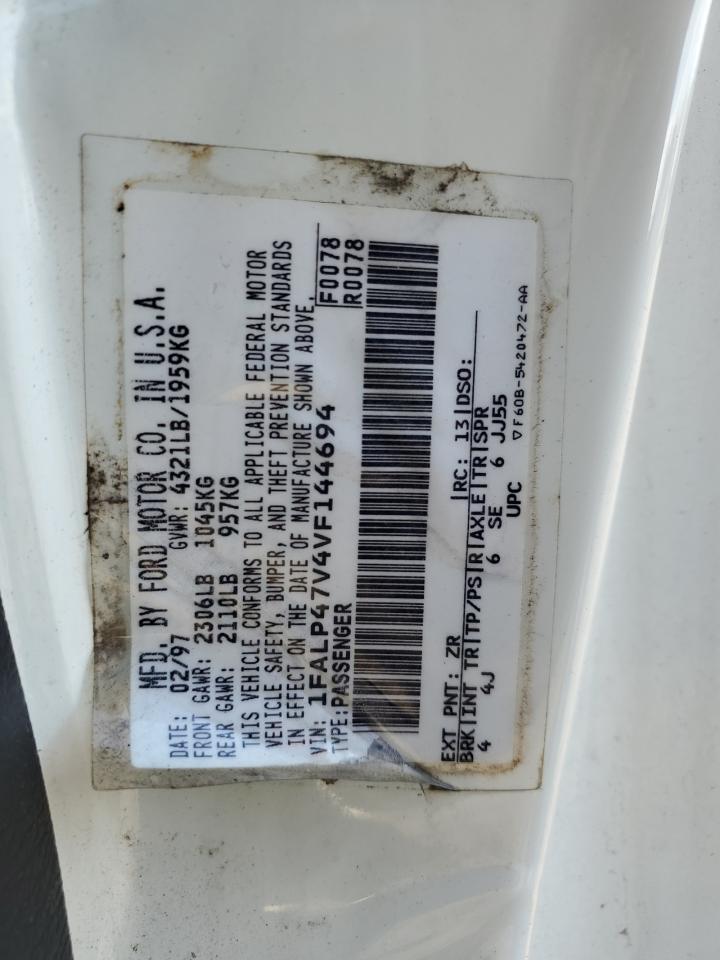 MFD. BY FORD MOTOR CO. IN U.S.A.
DATE: 02/97 GVWR: 4321LB/1959KG
FRONT GAWR: 2306LB 1045KG
REAR GAWR: 2110LB 957KG
THIS VEHICLE CONFORMS TO ALL APPLICABLE FEDERAL MOTOR
VEHICLE SAFETY, BUMPER, AND THEFT PREVENTION STANDARDS
IN EFFECT ON THE DATE OF MANUFACTURE SHOWN ABOVE.
VIN: 1FALP47V4VF144694 F0078
TYPE: PASSENGER R0078
EXT PNT: ZR RC: 13 DSO:
BRK INT TR TP/PS R AXLE TR SPR
4 4J 6 SE 6 JJ55
UPC
▽F60B-5420472-AA